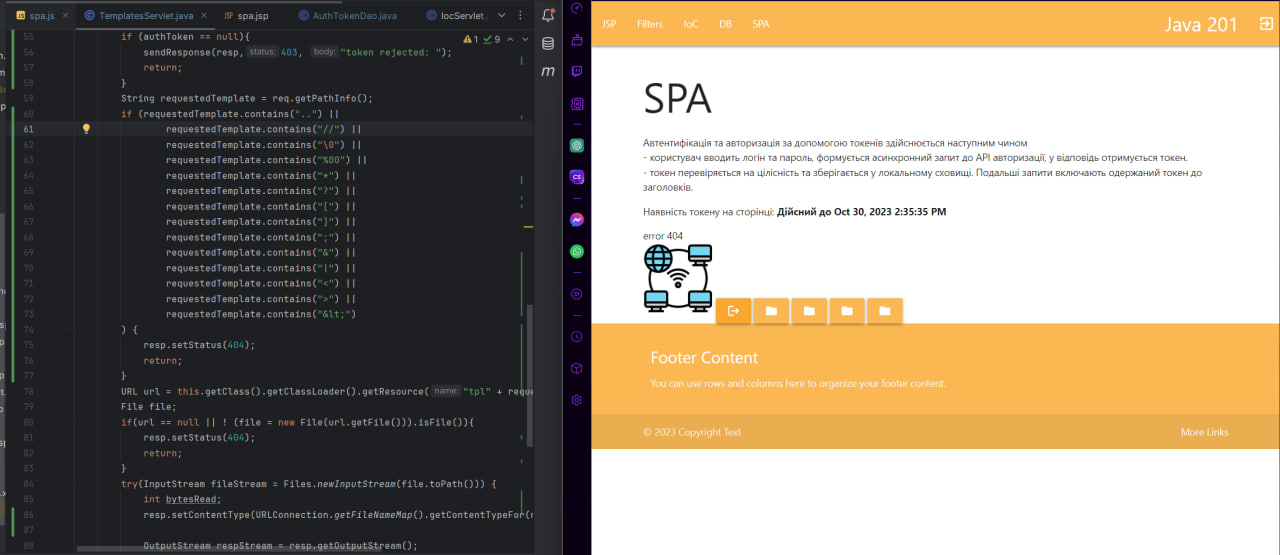 spa.js
TemplatesServlet.java
spa.jsp
AuthTokenDao.java
IocServlet
1 9
55 if (authToken == null){
56 sendResponse(resp, status: 403, body: "token rejected: ");
57 return;
58 }
59 String requestedTemplate = req.getPathInfo();
60 if (requestedTemplate.contains("..") ||
61 requestedTemplate.contains("//") ||
62 requestedTemplate.contains("\0") ||
63 requestedTemplate.contains("%00") ||
64 requestedTemplate.contains("*") ||
65 requestedTemplate.contains("?") ||
66 requestedTemplate.contains("[") ||
67 requestedTemplate.contains("]") ||
68 requestedTemplate.contains(";") ||
69 requestedTemplate.contains("&") ||
70 requestedTemplate.contains("|") ||
71 requestedTemplate.contains("<") ||
72 requestedTemplate.contains(">") ||
73 requestedTemplate.contains("&lt;")
74 ) {
75 resp.setStatus(404);
76 return;
77 }
78 URL url = this.getClass().getClassLoader().getResource( name: "tpl" + reque
79 File file;
80 if(url == null || ! (file = new File(url.getFile())).isFile()){
81 resp.setStatus(404);
82 return;
83 }
84 try(InputStream fileStream = Files.newInputStream(file.toPath())) {
85 int bytesRead;
86 resp.setContentType(URLConnection.getFileNameMap().getContentTypeFor(
87
88 OutputStream respStream = resp.getOutputStream();
m
CS
JSP Filters IoC DB SPA Java 201
SPA
Автентифікація та авторизація за допомогою токенів здійснюється наступним чином
- користувач вводить логін та пароль, формується асинхронний запит до API авторизації, у відповідь отримується токен.
- токен перевіряється на цілісність та зберігається у локальному сховищі. Подальші запити включають одержаний токен до
заголовків.
Наявність токену на сторінці: Дійсний до Oct 30, 2023 2:35:35 PM
error 404
Footer Content
You can use rows and columns here to organize your footer content.
© 2023 Copyright Text More Links